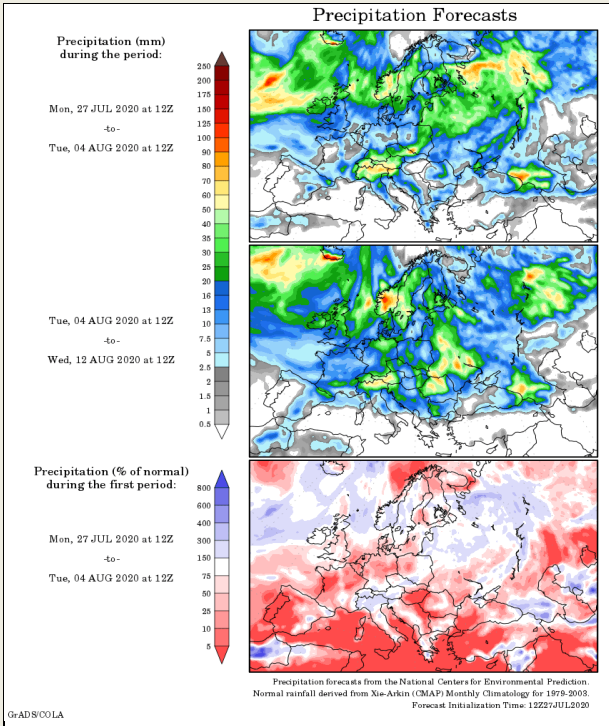 Precipitation Forecasts
Precipitation (mm)
during the period:
Mon, 27 JUL 2020 at 12Z
-to-
Tue, 04 AUG 2020 at 12Z
250
200
175
150
125
100
90
80
70
60
50
40
35
30
25
20
16
13
10
7.5
5
2.5
2
1.5
1
0.5
Tue, 04 AUG 2020 at 12Z
-to-
Wed, 12 AUG 2020 at 12Z
Precipitation (% of normal)
during the first period:
Mon, 27 JUL 2020 at 12Z
-to-
Tue, 04 AUG 2020 at 12Z
800
600
400
300
150
75
50
25
10
5
Precipitation forecasts from the National Centers for Environmental Prediction.
Normal rainfall derived from Xie-Arkin (CMAP) Monthly Climatology for 1979-2003.
Forecast Initialization Time: 12Z27JUL2020
GrADS/COLA